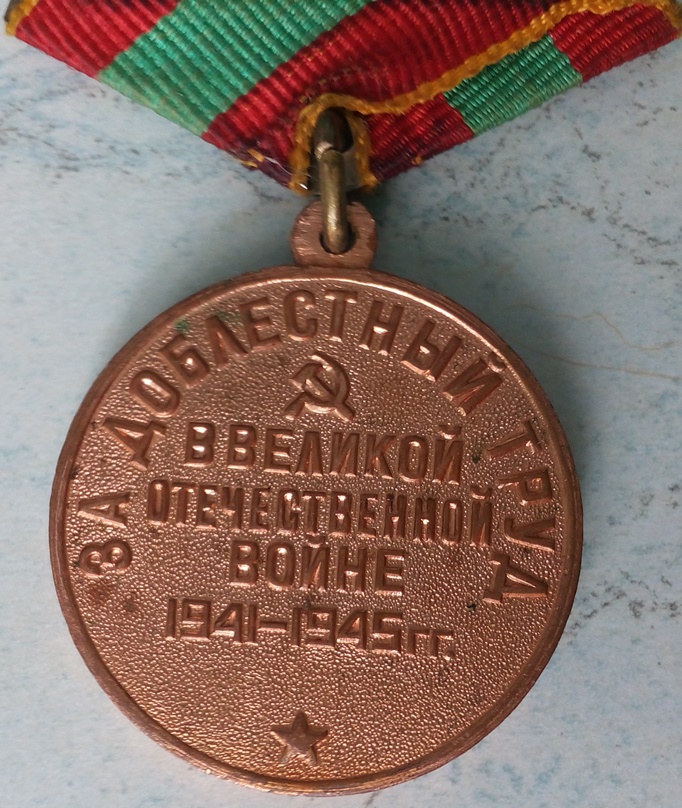 ЗА ДОБЛЕСТНЫЙ ТРУД
В ВЕЛИКОЙ
ОТЕЧЕСТВЕННОЙ
ВОЙНЕ
1941-1945 гг.